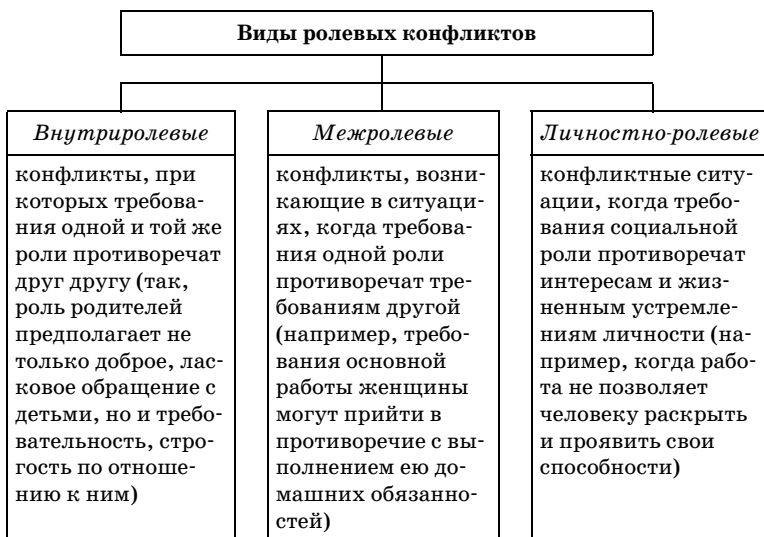 Виды ролевых конфликтов
Внутриролевые
конфликты, при
которых требова-
ния одной и той же
роли противоречат
друг другу (так,
роль родителей
предполагает не
только доброе, лас-
ковое обращение с
детьми, но и требо-
вательность, стро-
гость по отноше-
нию к ним)
Межролевые
конфликты, возни-
кающие в ситуаци-
ях, когда требова-
ния одной роли
противоречат тре-
бованиям другой
(например, требо-
вания основной
работы женщины
могут прийти в
противоречие с вы-
полнением ею до-
машних обязанно-
стей)
Личностно-ролевые
конфликтные ситу-
ации, когда требо-
вания социальной
роли противоречат
интересам и жиз-
ненным устремле-
ниям личности (на-
пример, когда рабо-
та не позволяет
человеку раскрыть
и проявить свои
способности)